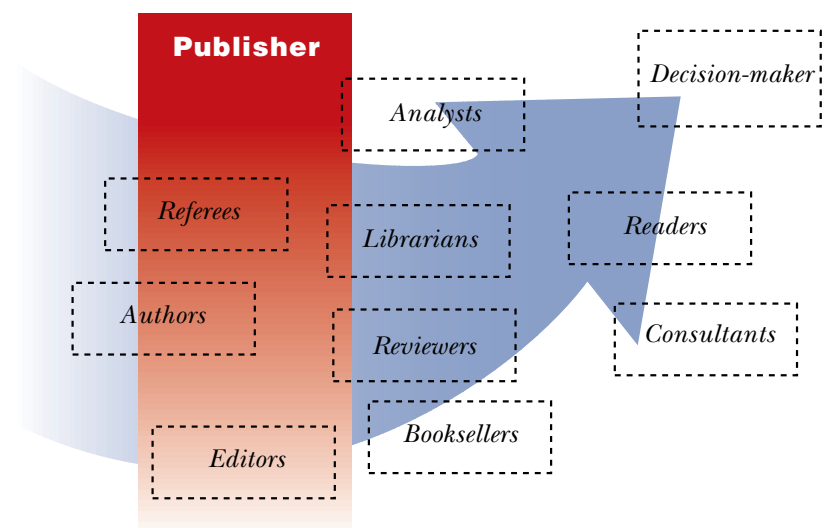 Publisher
Decision-maker
Analysts
Referees
Librarians
Readers
Authors
Reviewers
Consultants
Editors
Booksellers